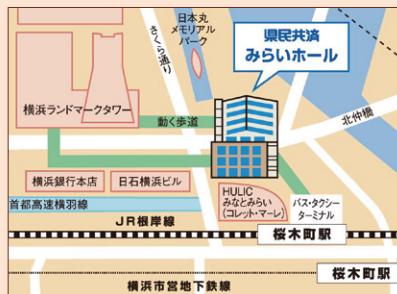 日本丸
メモリアル
パーク
さくら通り
県民共済
みらいホール
横浜ランドマークタワー
動く歩道
北仲橋
横浜銀行本店
日石横浜ビル
HULIC
みなとみらい
(コレット・マーレ)
バス・タクシー
ターミナル
首都高速横羽線
JR根岸線
桜木町駅
桜木町駅
横浜市営地下鉄線